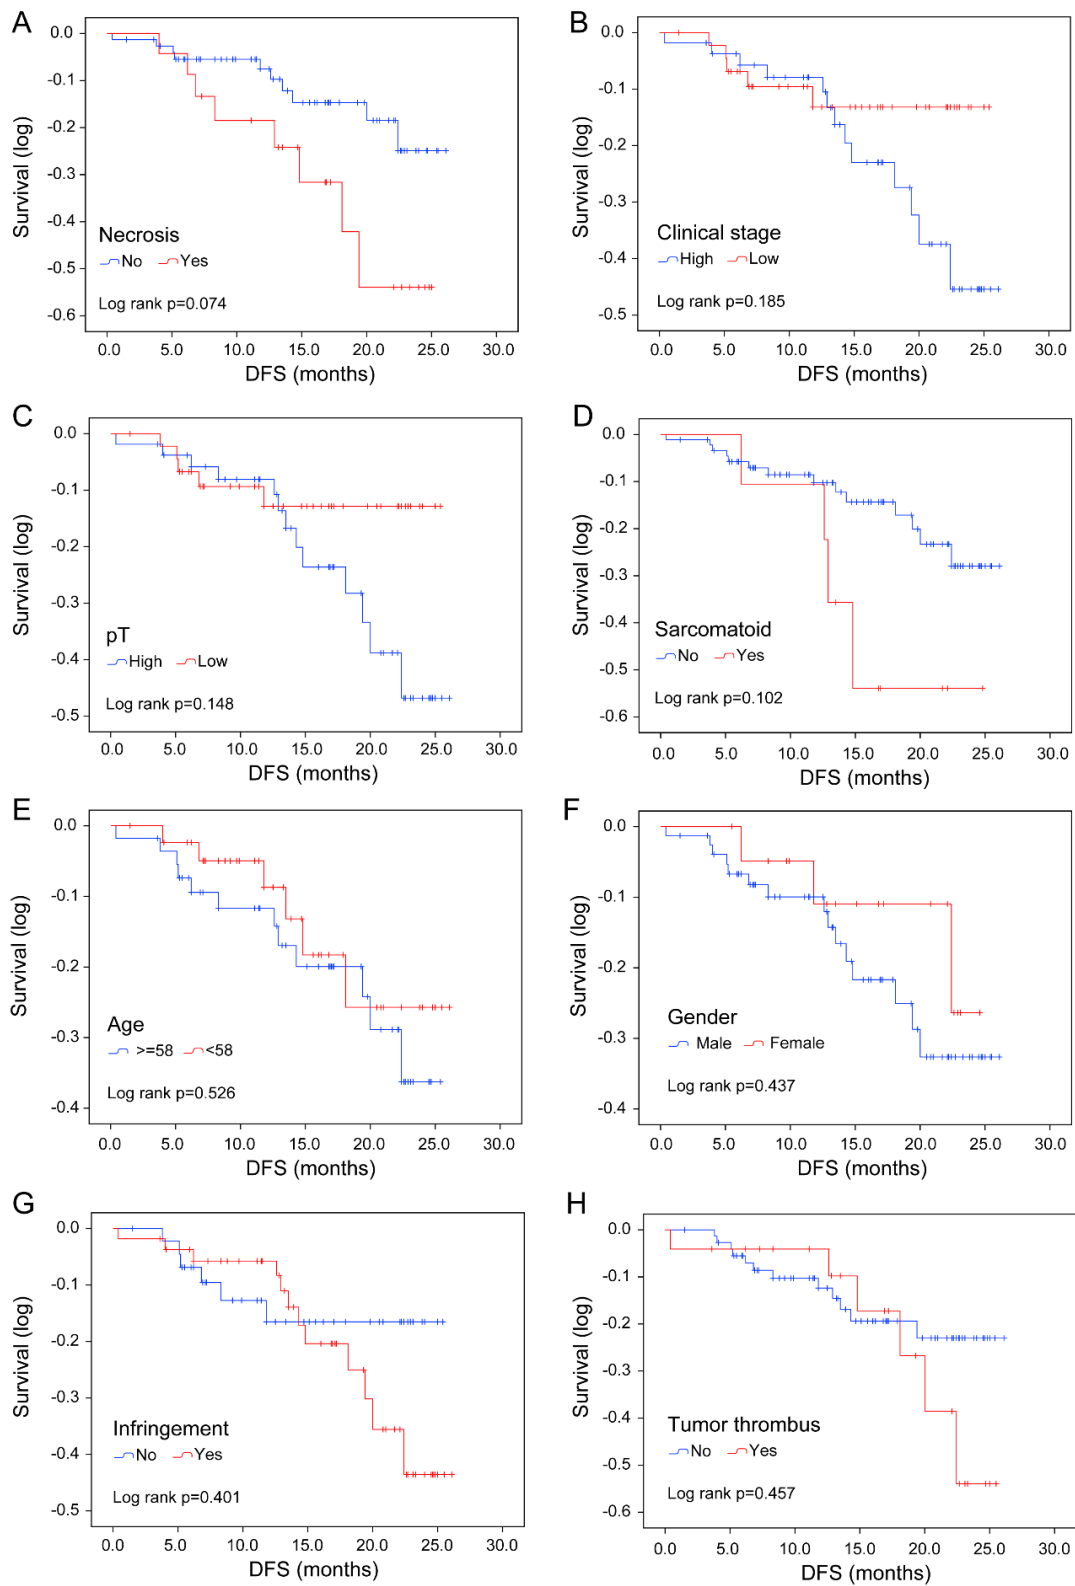 A
0.0
-0.1
-0.2
-0.3
-0.4
-0.5
-0.6
Survival (log)
Necrosis
No Yes
Log rank p=0.074
0.0 5.0 10.0 15.0 20.0 25.0 30.0
DFS (months)
B
0.0
-0.1
-0.2
-0.3
-0.4
-0.5
Survival (log)
Clinical stage
High Low
Log rank p=0.185
0.0 5.0 10.0 15.0 20.0 25.0 30.0
DFS (months)
C
0.0
-0.1
-0.2
-0.3
-0.4
-0.5
Survival (log)
pT
High Low
Log rank p=0.148
0.0 5.0 10.0 15.0 20.0 25.0 30.0
DFS (months)
D
0.0
-0.1
-0.2
-0.3
-0.4
-0.5
-0.6
Survival (log)
Sarcomatoid
No Yes
Log rank p=0.102
0.0 5.0 10.0 15.0 20.0 25.0 30.0
DFS (months)
E
0.0
-0.1
-0.2
-0.3
-0.4
Survival (log)
Age
>=58 <58
Log rank p=0.526
0.0 5.0 10.0 15.0 20.0 25.0 30.0
DFS (months)
F
0.0
-0.1
-0.2
-0.3
-0.4
Survival (log)
Gender
Male Female
Log rank p=0.437
0.0 5.0 10.0 15.0 20.0 25.0 30.0
DFS (months)
G
0.0
-0.1
-0.2
-0.3
-0.4
-0.5
Survival (log)
Infringement
No Yes
Log rank p=0.401
0.0 5.0 10.0 15.0 20.0 25.0 30.0
DFS (months)
H
0.0
-0.1
-0.2
-0.3
-0.4
-0.5
-0.6
Survival (log)
Tumor thrombus
No Yes
Log rank p=0.457
0.0 5.0 10.0 15.0 20.0 25.0 30.0
DFS (months)